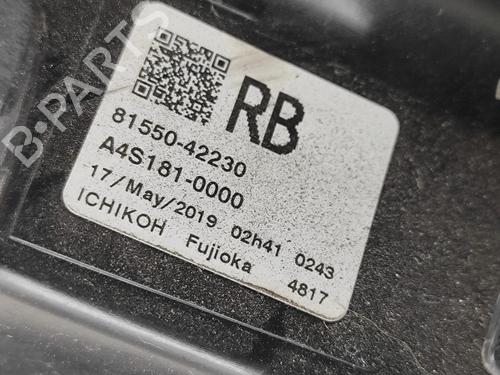 RB
81550-42230
A4S181-0000
17/May/2019 02h41 0243
ICHIKOH Fujioka 4817
B-PARTS